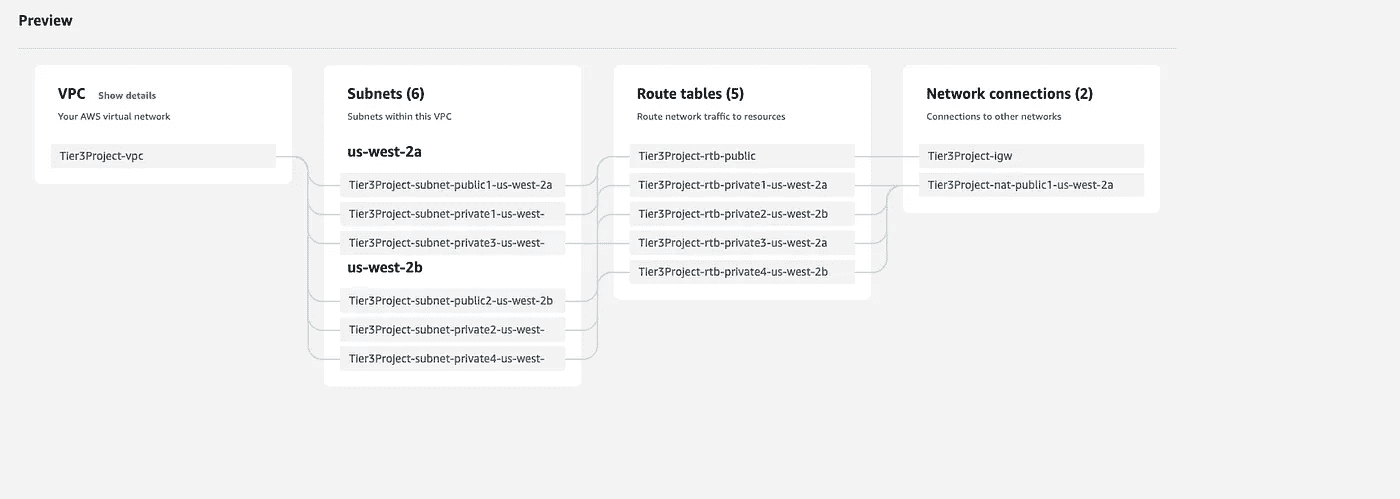 Preview
VPC Show details
Your AWS virtual network
Tier3Project-vpc
Subnets (6)
Subnets within this VPC
us-west-2a
Tier3Project-subnet-public1-us-west-2a
Tier3Project-subnet-private1-us-west-
Tier3Project-subnet-private3-us-west-
us-west-2b
Tier3Project-subnet-public2-us-west-2b
Tier3Project-subnet-private2-us-west-
Tier3Project-subnet-private4-us-west-
Route tables (5)
Route network traffic to resources
Tier3Project-rtb-public
Tier3Project-rtb-private1-us-west-2a
Tier3Project-rtb-private2-us-west-2b
Tier3Project-rtb-private3-us-west-2a
Tier3Project-rtb-private4-us-west-2b
Network connections (2)
Connections to other networks
Tier3Project-igw
Tier3Project-nat-public1-us-west-2a